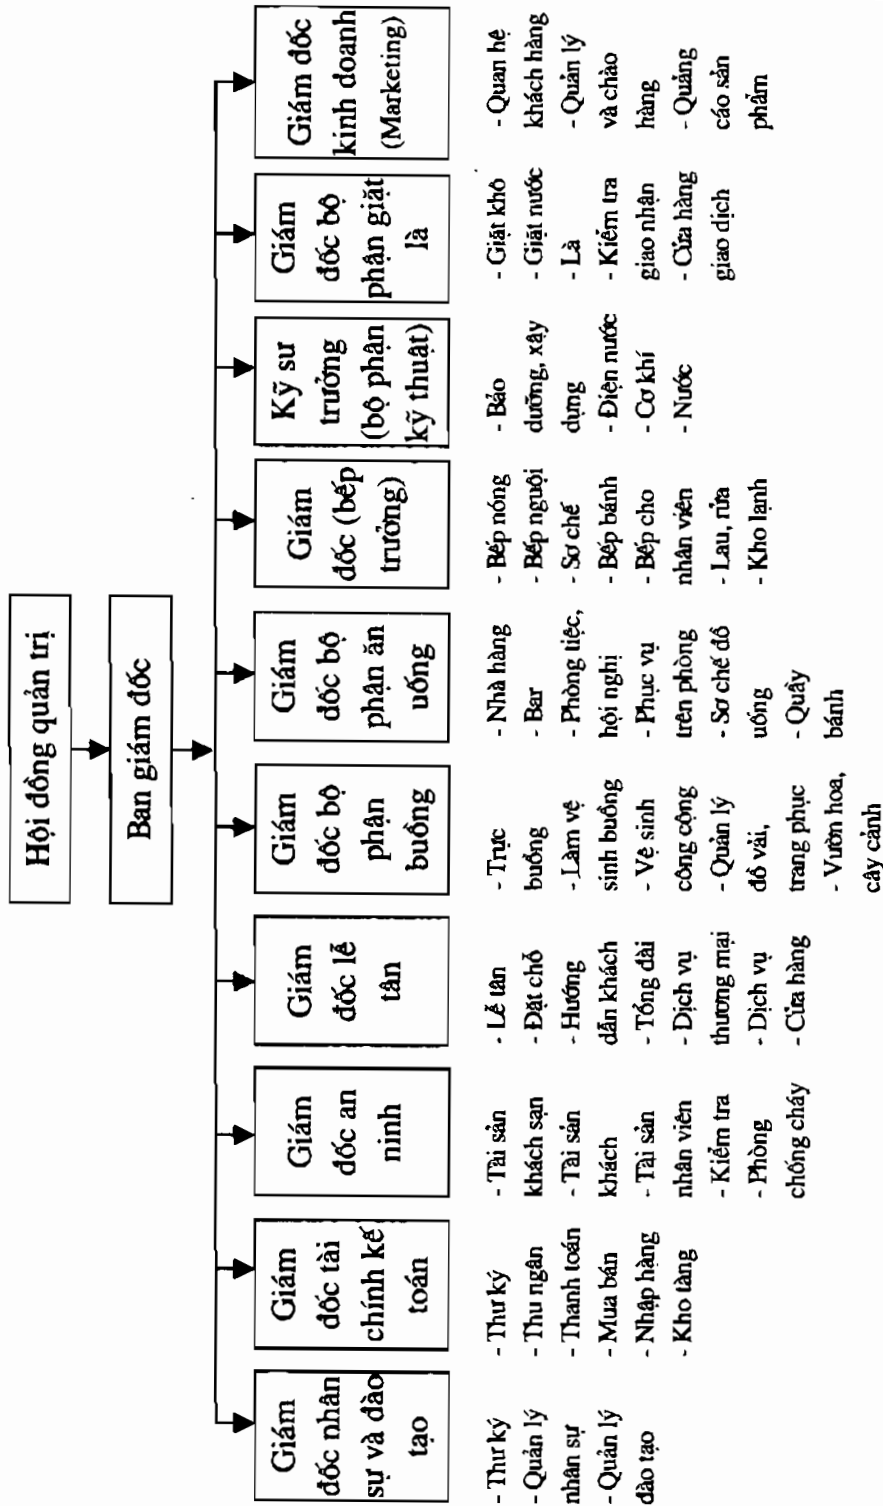 Hội đồng quản trị
Ban giám đốc
Giám
đốc nhân
sự và đào
tạo
- Thư ký
- Quản lý
nhân sự
- Quản lý
đào tạo
Giám
đốc tài
chính kế
toán
- Thư ký
- Thu ngân
- Thanh toán
- Mua bán
- Nhập hàng
- Kho tàng
Giám
đốc an
ninh
- Tài sản
khách sạn
- Tài sản
khách
- Tài sản
nhân viên
- Kiểm tra
- Phòng
chống cháy
Giám
đốc lễ
tân
- Lễ tân
- Đặt chỗ
- Hướng
dẫn khách
- Tổng đài
- Dịch vụ
thương mại
- Dịch vụ
- Cửa hàng
Giám
đốc bộ
phận
buồng
- Trực
buồng
- Làm vệ
sinh buồng
- Vệ sinh
công cộng
- Quản lý
đồ vải,
trang phục
- Vườn hoa,
cây cảnh
Giám
đốc bộ
phận ăn
uống
- Nhà hàng
- Bar
- Phòng tiệc,
hội nghị
- Phục vụ
trên phòng
- Sơ chế đồ
uống
- Quầy
bánh
Giám
đốc (bếp
trưởng)
- Bếp nóng
- Bếp nguội
- Sơ chế
- Bếp bánh
- Bếp cho
nhân viên
- Lau, rửa
- Kho lạnh
Kỹ sư
trưởng
(bộ phận
kỹ thuật)
- Bảo
dưỡng, xậy
dựng
- Điện nước
- Cơ khí
- Nước
Giám
đốc bộ
phận giặt
là
- Giặt khô
- Giặt nước
- Là
- Kiểm tra
giao nhận
- Cửa hàng
giao dịch
Giám đốc
kinh doanh
(Marketing)
- Quan hệ
khách hàng
- Quản lý
và chào
hàng
- Quảng
cáo sản
phẩm